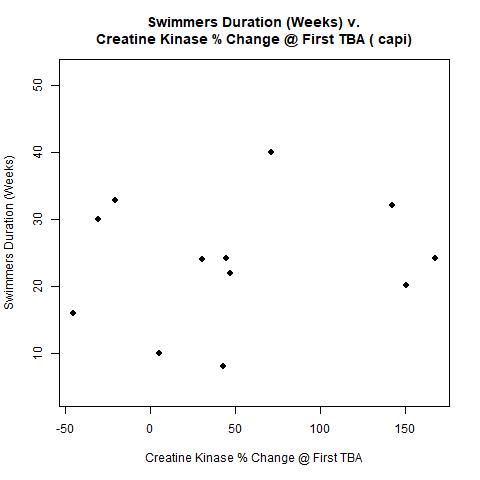 Swimmers Duration (Weeks) v.
Creatine Kinase % Change @ First TBA ( capi)
Swimmers Duration (Weeks)
50
40
30
20
10
-50 0 50 100 150
Creatine Kinase % Change @ First TBA